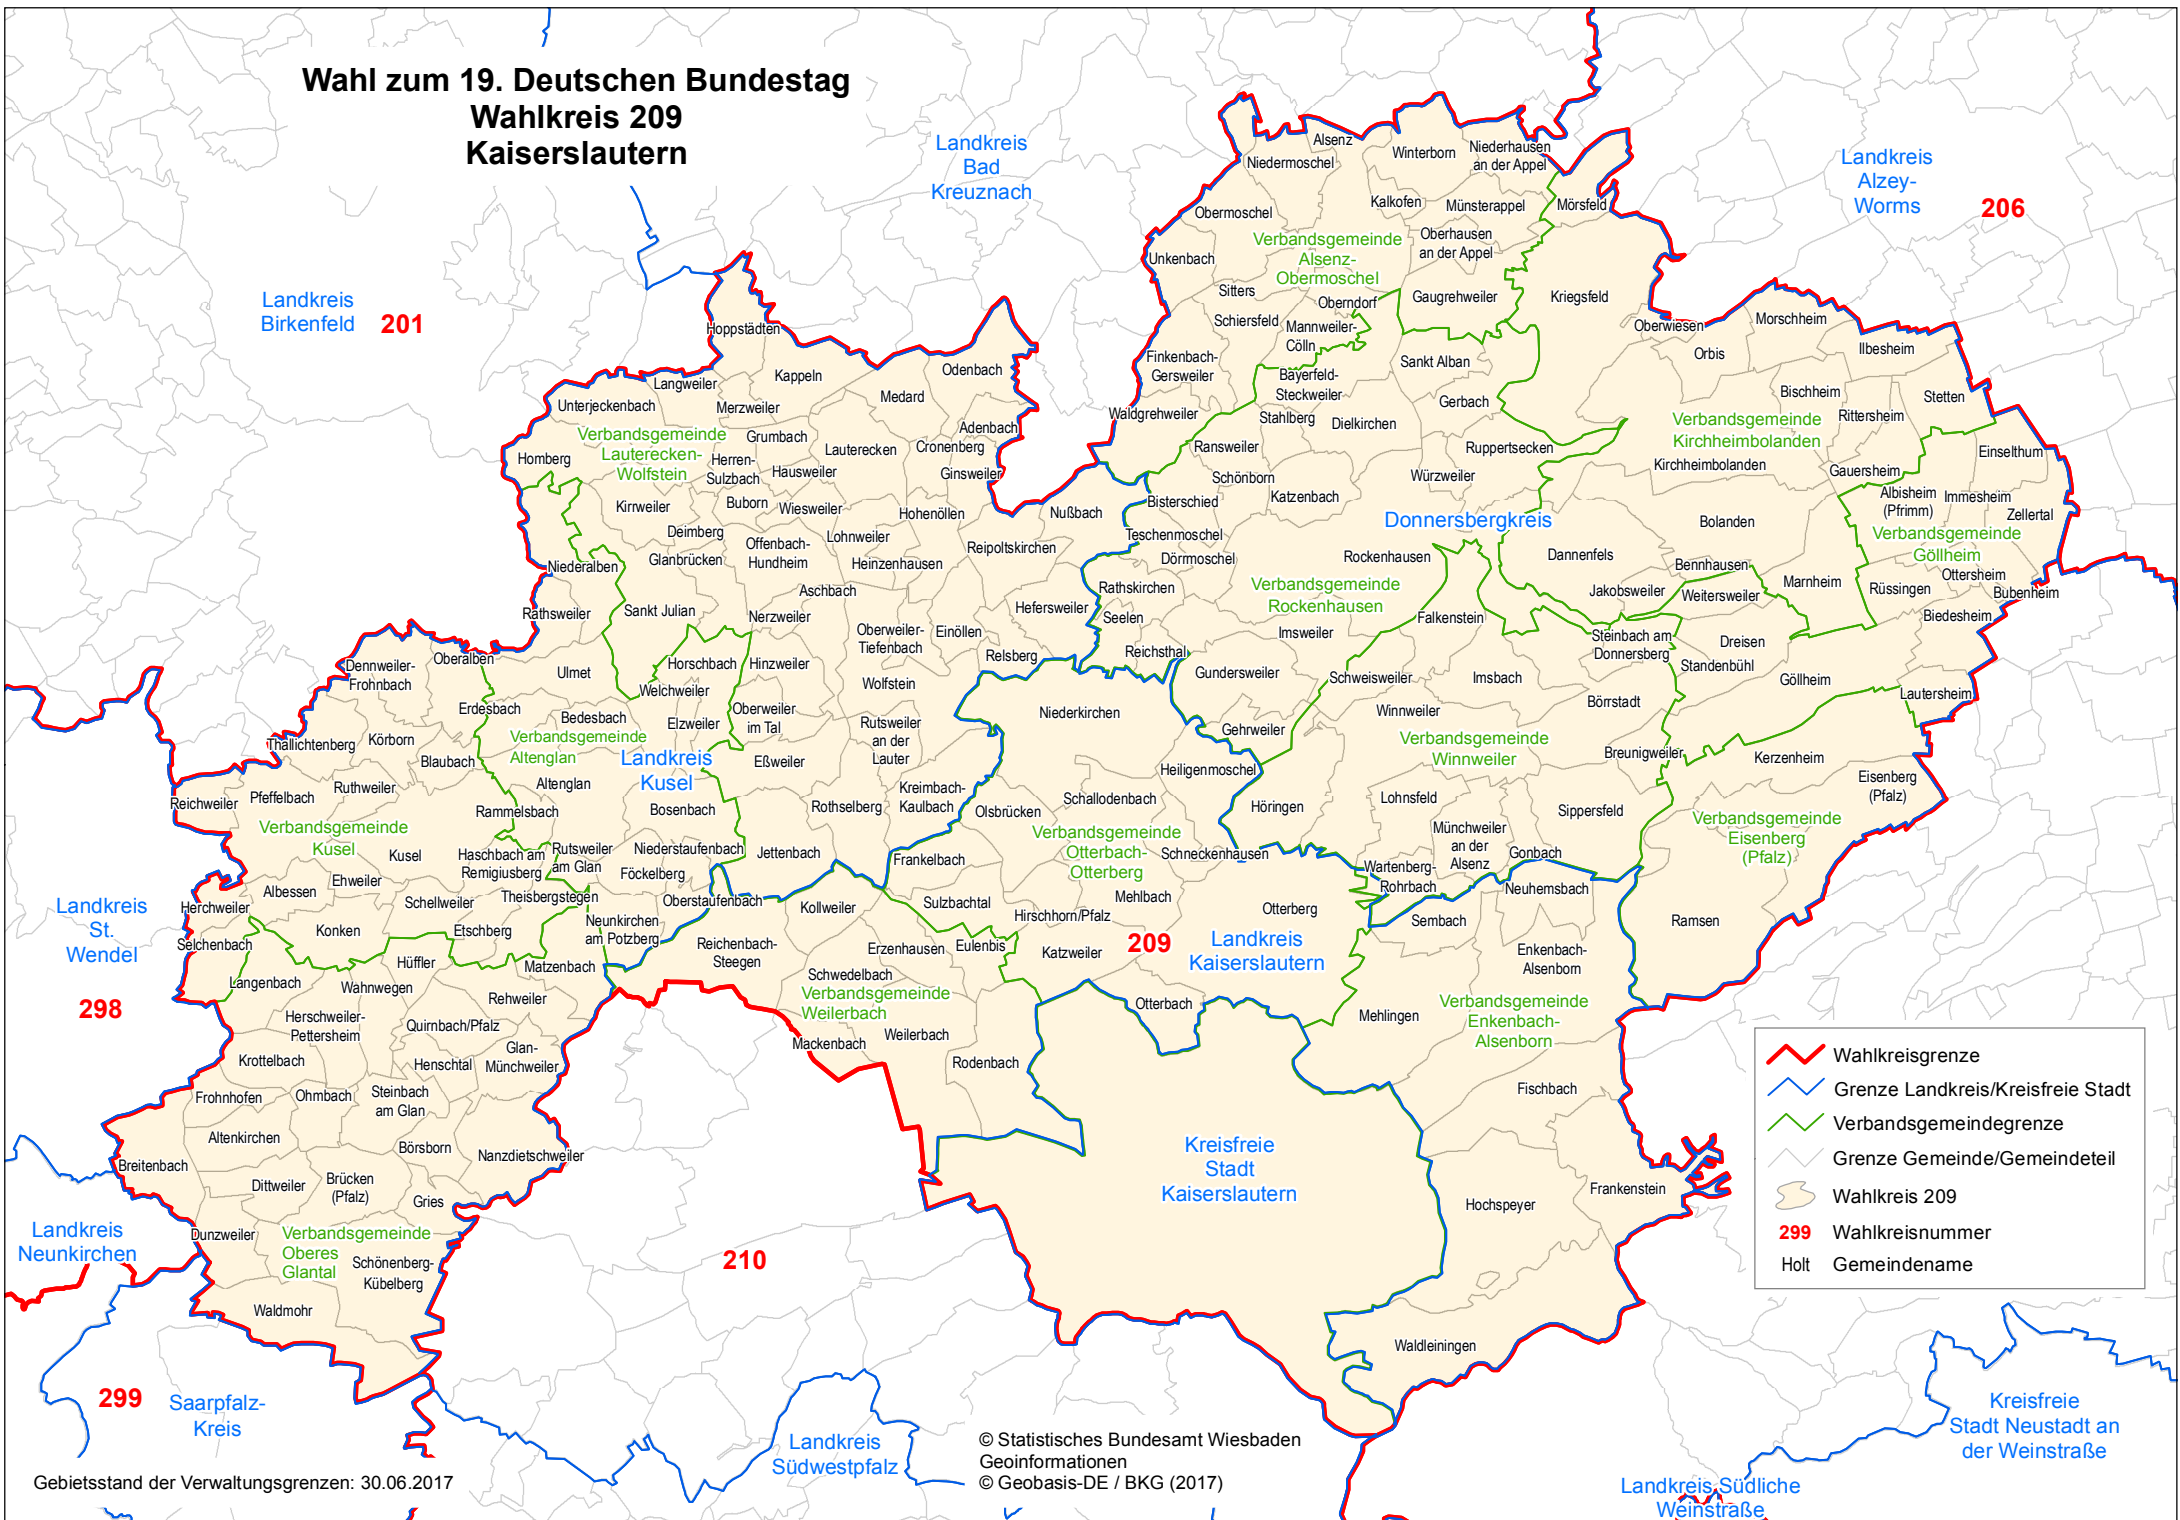 Wahl zum 19. Deutschen Bundestag
Wahlkreis 209
Kaiserslautern
Landkreis
Bad
Kreuznach
Landkreis
Alzey-
Worms
206
Landkreis
Birkenfeld
201
Alsenz
Niedermoschel
Winterborn
Niederhausen
an der Appel
Obermoschel
Kalkofen
Münsterappel
Mörsfeld
Verbandsgemeinde
Alsenz-
Obermoschel
Oberhausen
an der Appel
Unkenbach
Sitters
Oberndorf
Gaugrehweiler
Kriegsfeld
Schiersfeld
Mannweiler-
Cölln
Oberwiesen
Morschheim
Orbis
Ilbesheim
Finkenbach-
Gersweiler
Sankt Alban
Bayerfeld-
Steckweiler
Bischheim
Stetten
Waldgrehweiler
Stahlberg
Dielkirchen
Gerbach
Rittersheim
Verbandsgemeinde
Kirchheimbolanden
Ransweiler
Ruppertsecken
Kirchheimbolanden
Gauersheim
Einselthum
Schönborn
Katzenbach
Würzweiler
Albisheim
(Pfrimm)
Immesheim
Zellertal
Bisterschied
Donnersbergkreis
Bolanden
Verbandsgemeinde
Göllheim
Teschenmoschel
Dörmoschel
Rockenhausen
Dannenfels
Bennhausen
Marnheim
Ottersheim
Rüssingen
Bubenheim
Rathskirchen
Verbandsgemeinde
Rockenhausen
Jakobsweiler
Weitersweiler
Biedesheim
Seelen
Imsweiler
Falkenstein
Steinbach am
Donnersberg
Dreisen
Standenbühl
Reichsthal
Gundersweiler
Schweisweiler
Imsbach
Göllheim
Lautersheim
Winnweiler
Börrstadt
Gehrweiler
Verbandsgemeinde
Winnweiler
Breunigweiler
Kerzenheim
Eisenberg
(Pfalz)
Höringen
Lohnsfeld
Sippersfeld
Verbandsgemeinde
Eisenberg
(Pfalz)
Münchweiler
an der
Alsenz
Gonbach
Wartenberg-
Rohrbach
Ramsen
Hoppstädten
Langweiler
Kappeln
Odenbach
Unterjeckenbach
Merzweiler
Medard
Verbandsgemeinde
Lauterecken-
Wolfstein
Grumbach
Adenbach
Lauterecken
Cronenberg
Homberg
Herren-
Sulzbach
Hausweiler
Ginsweiler
Kirrweiler
Buborn
Wiesweiler
Hohenöllen
Nußbach
Deimberg
Offenbach-
Hundheim
Lohnweiler
Reipoltskirchen
Niederalben
Glanbrücken
Heinzenhausen
Aschbach
Rathsweiler
Sankt Julian
Nerzweiler
Hefersweiler
Oberweiler-
Tiefenbach
Einöllen
Relsberg
Dennweiler-
Frohnbach
Oberalben
Ulmet
Horschbach
Hinzweiler
Wolfstein
Welchweiler
Erdesbach
Bedesbach
Elzweiler
Oberweiler
im Tal
Rutsweiler
an der
Lauter
Verbandsgemeinde
Altenglan
Landkreis
Kusel
Thallichtenberg
Körborn
Blaubach
Eßweiler
Reichweiler
Pfeffelbach
Ruthweiler
Altenglan
Kreimbach-
Kaulbach
Rammelsbach
Bosenbach
Rothselberg
Verbandsgemeinde
Kusel
Kusel
Haschbach am
Remigiusberg
Rutsweiler
am Glan
Niederstaufenbach
Jettenbach
Föckelberg
Albessen
Ehweiler
Herchweiler
Schellweiler
Theisbergstegen
Oberstaufenbach
Selchenbach
Konken
Etschberg
Neunkirchen
am Potzberg
Langenbach
Hüffler
Matzenbach
Wahnwegen
Rehweiler
Herschweiler-
Pettersheim
Quirnbach/Pfalz
Krottelbach
Henschtal
Glan-
Münchweiler
Frohnhofen
Ohmbach
Steinbach
am Glan
Altenkirchen
Börsborn
Nanzdietschweiler
Breitenbach
Dittweiler
Brücken
(Pfalz)
Gries
Dunzweiler
Verbandsgemeinde
Oberes
Glantal
Schönenberg-
Kübelberg
Waldmohr
Niederkirchen
Heiligenmoschel
Olsbrücken
Schallodenbach
Verbandsgemeinde
Otterbach-
Otterberg
Schneckenhausen
Frankelbach
Mehlbach
Sulzbachtal
Hirschhorn/Pfalz
Otterberg
209
Landkreis
Kaiserslautern
Katzweiler
Otterbach
Kollweiler
Reichenbach-
Steegen
Erzenhausen
Eulenbis
Schwedelbach
Verbandsgemeinde
Weilerbach
Weilerbach
Mackenbach
Rodenbach
Neuhemsbach
Sembach
Enkenbach-
Alsenborn
Verbandsgemeinde
Enkenbach-
Alsenborn
Mehlingen
Fischbach
Hochspeyer
Frankenstein
Waldleiningen
Kreisfreie
Stadt
Kaiserslautern
Landkreis
St.
Wendel
298
Landkreis
Neunkirchen
299
Saarpfalz-
Kreis
210
Landkreis
Südwestpfalz
Kreisfreie
Stadt Neustadt an
der Weinstraße
Landkreis Südliche
Weinstraße
Wahlkreisgrenze
Grenze Landkreis/Kreisfreie Stadt
Verbandsgemeindegrenze
Grenze Gemeinde/Gemeindeteil
Wahlkreis 209
299 Wahlkreisnummer
Holt Gemeindename
© Statistisches Bundesamt Wiesbaden
Geoinformationen
© Geobasis-DE / BKG (2017)
Gebietsstand der Verwaltungsgrenzen: 30.06.2017